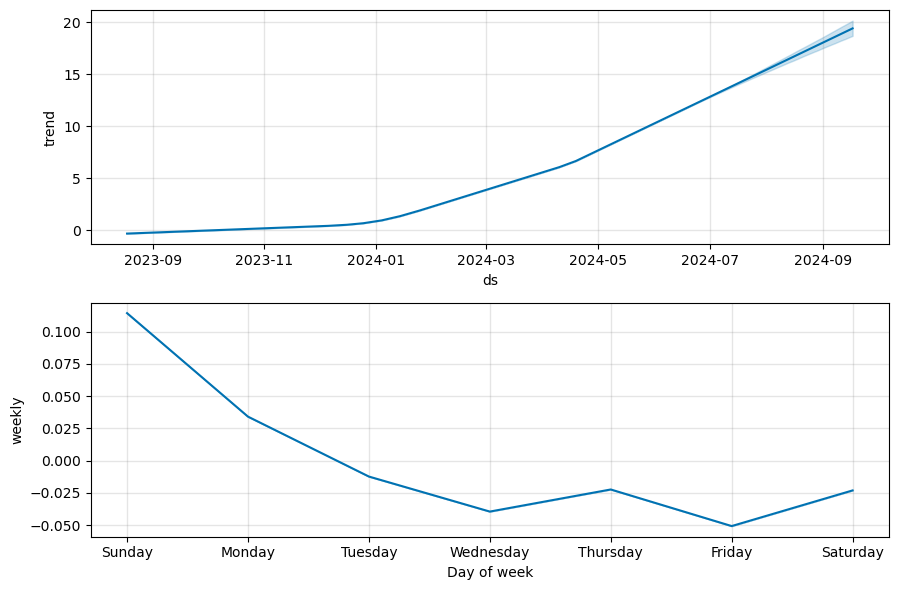 20
15
10
5
0
trend
2023-09 2023-11 2024-01 2024-03 2024-05 2024-07 2024-09
ds
0.100
0.075
0.050
0.025
0.000
−0.025
−0.050
weekly
Sunday Monday Tuesday Wednesday Thursday Friday Saturday
Day of week